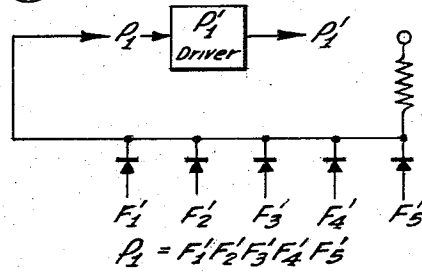 P₁ P₁' Driver P₁'
F₁' F₂' F₃' F₄' F₅'
P₁ = F₁' F₂' F₃' F₄' F₅'